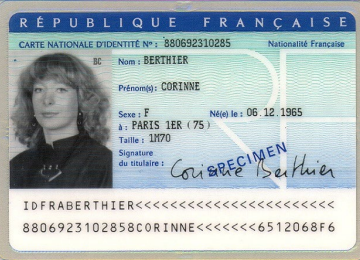 RÉPUBLIQUE FRANÇAISE
CARTE NATIONALE D'IDENTITÉ Nº : 880692310285 Nationalité Française
BC
Nom : BERTHIER
Prénom(s) : CORINNE
Sexe : F Né(e) le : 06.12.1965
à : PARIS 1ER (75)
Taille : 1M70
Signature
du titulaire : Corinne Berthier
SPECIMEN
IDFRABERTHIER<<<<<<<<<<<<<<<<<<<<<<<
8806923102858CORINNE<<<<<<<6512068F6